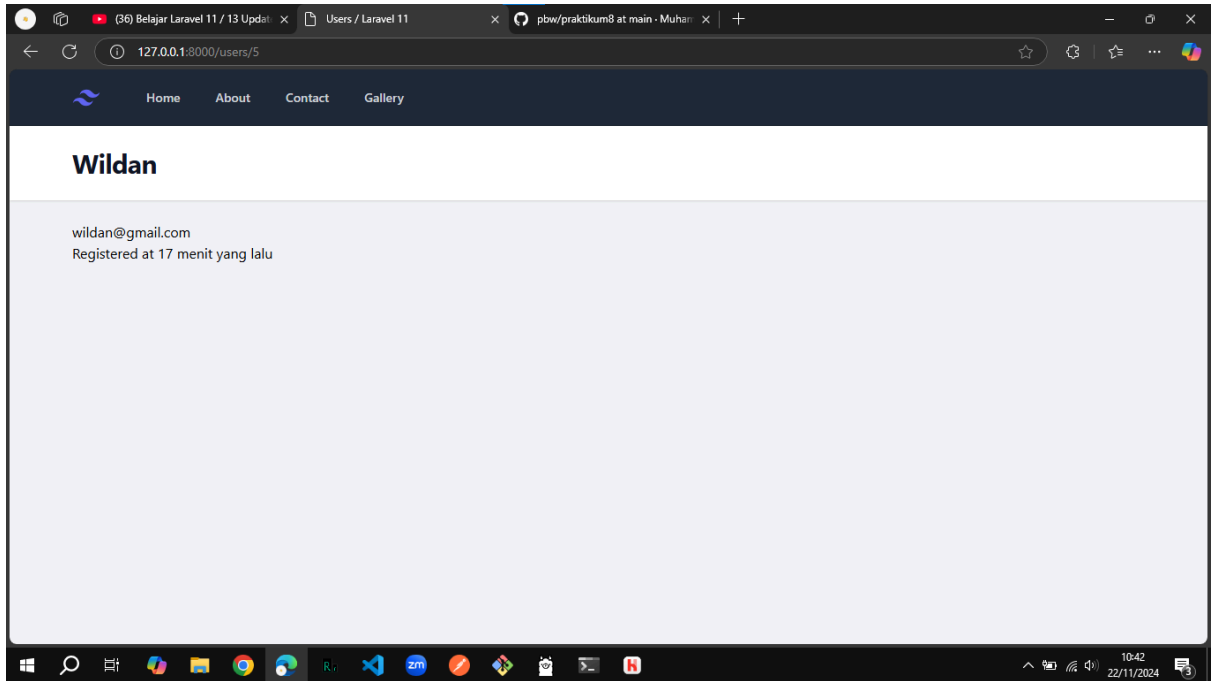 (36) Belajar Laravel 11 / 13 Updat
Users / Laravel 11
pbw/praktikum8 at main · Muham
127.0.0.1:8000/users/5
Home
About
Contact
Gallery
Wildan
wildan@gmail.com
Registered at 17 menit yang lalu
zm
10:42
22/11/2024
3